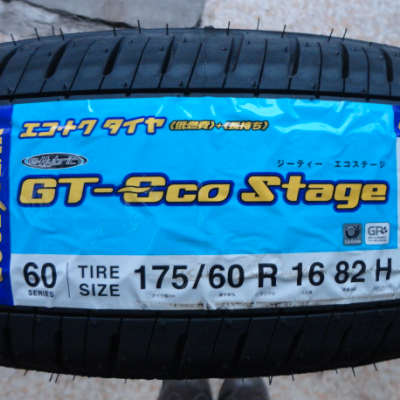 エコ・トク タイヤ 《低燃費》+《長持ち》
e-Hybrid
ジーティー エコステージ
GT-Eco Stage
60 TIRE 175/60 R 16 82 H
SERIES SIZE